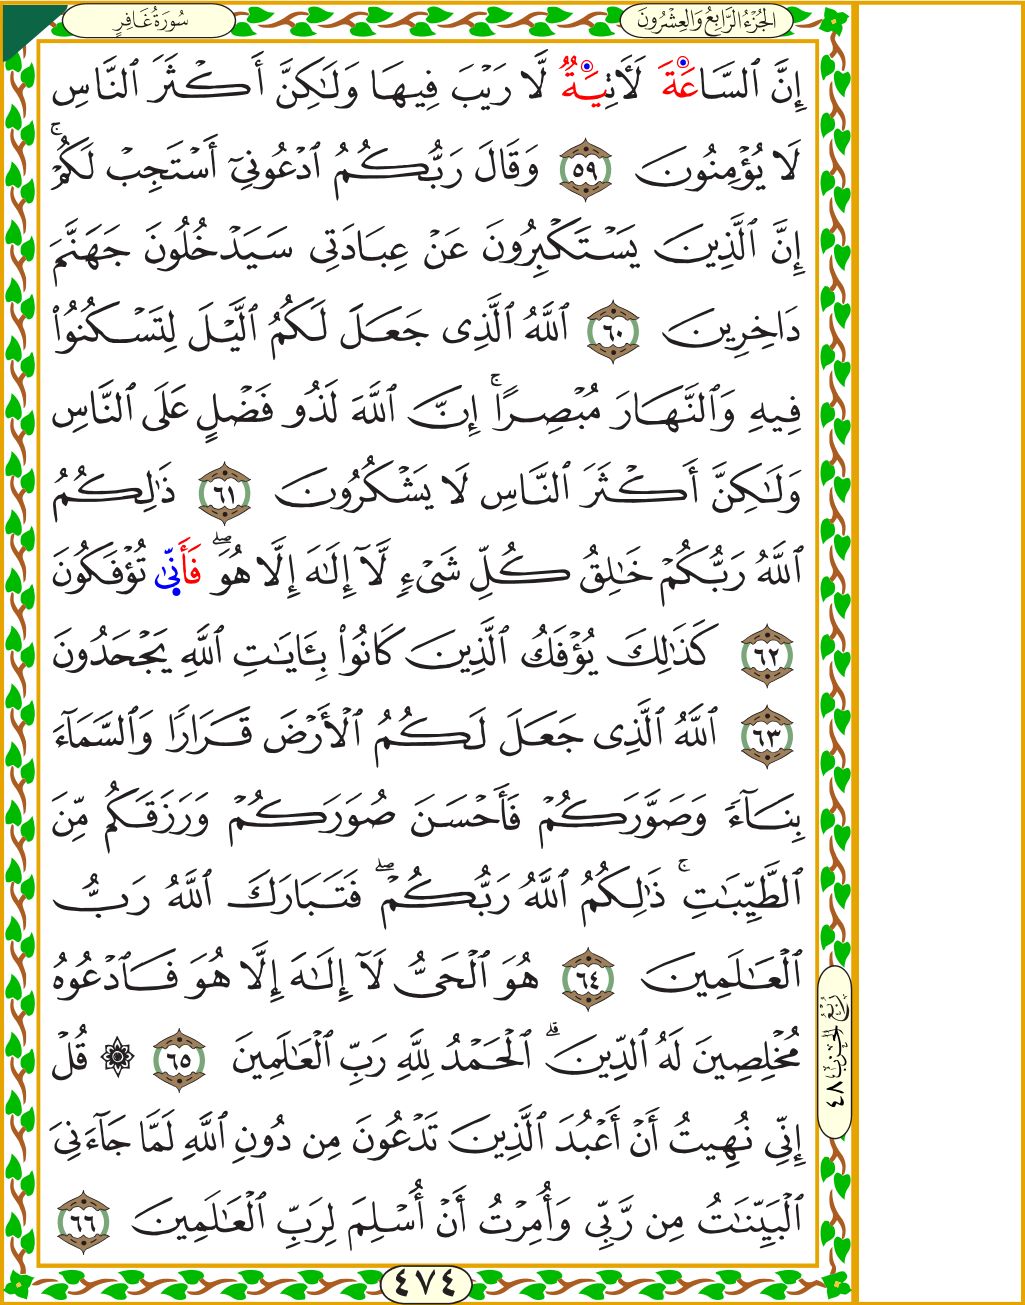 سُورَةُ غَافِرٍ
الجُزْءُ الرَّابِعُ وَالعِشْرُونَ
إِنَّ ٱلسَّاعَةَ لَأٓتِيَةٌ لَّا رَيْبَ فِيهَا وَلَٰكِنَّ أَكْثَرَ ٱلنَّاسِ
لَا يُؤْمِنُونَ ٥٩ وَقَالَ رَبُّكُمُ ٱدْعُونِىٓ أَسْتَجِبْ لَكُمْ ۚ
إِنَّ ٱلَّذِينَ يَسْتَكْبِرُونَ عَنْ عِبَادَتِى سَيَدْخُلُونَ جَهَنَّمَ
دَاخِرِينَ ٦٠ ٱللَّهُ ٱلَّذِى جَعَلَ لَكُمُ ٱلَّيْلَ لِتَسْكُنُوا۟
فِيهِ وَٱلنَّهَارَ مُبْصِرًا ۚ إِنَّ ٱللَّهَ لَذُو فَضْلٍ عَلَى ٱلنَّاسِ
وَلَٰكِنَّ أَكْثَرَ ٱلنَّاسِ لَا يَشْكُرُونَ ٦١ ذَٰلِكُمُ
ٱللَّهُ رَبُّكُمْ خَٰلِقُ كُلِّ شَىْءٍ لَّآ إِلَٰهَ إِلَّا هُوَ ۖ فَأَنَّىٰ تُؤْفَكُونَ
٦٢ كَذَٰلِكَ يُؤْفَكُ ٱلَّذِينَ كَانُوا۟ بِـَٔايَٰتِ ٱللَّهِ يَجْحَدُونَ
٦٣ ٱللَّهُ ٱلَّذِى جَعَلَ لَكُمُ ٱلْأَرْضَ قَرَارًا وَٱلسَّمَآءَ
بِنَآءً وَصَوَّرَكُمْ فَأَحْسَنَ صُوَرَكُمْ وَرَزَقَكُم مِّنَ
ٱلطَّيِّبَٰتِ ۚ ذَٰلِكُمُ ٱللَّهُ رَبُّكُمْ ۖ فَتَبَارَكَ ٱللَّهُ رَبُّ
ٱلْعَٰلَمِينَ ٦٤ هُوَ ٱلْحَىُّ لَآ إِلَٰهَ إِلَّا هُوَ فَٱدْعُوهُ
مُخْلِصِينَ لَهُ ٱلدِّينَ ۗ ٱلْحَمْدُ لِلَّهِ رَبِّ ٱلْعَٰلَمِينَ ٦٥ ۞ قُلْ
إِنِّى نُهِيتُ أَنْ أَعْبُدَ ٱلَّذِينَ تَدْعُونَ مِن دُونِ ٱللَّهِ لَمَّا جَآءَنِىَ
ٱلْبَيِّنَٰتُ مِن رَّبِّى وَأُمِرْتُ أَنْ أُسْلِمَ لِرَبِّ ٱلْعَٰلَمِينَ ٦٦
رُبْعُ الحِزْبِ ٤٨
٤٧٤